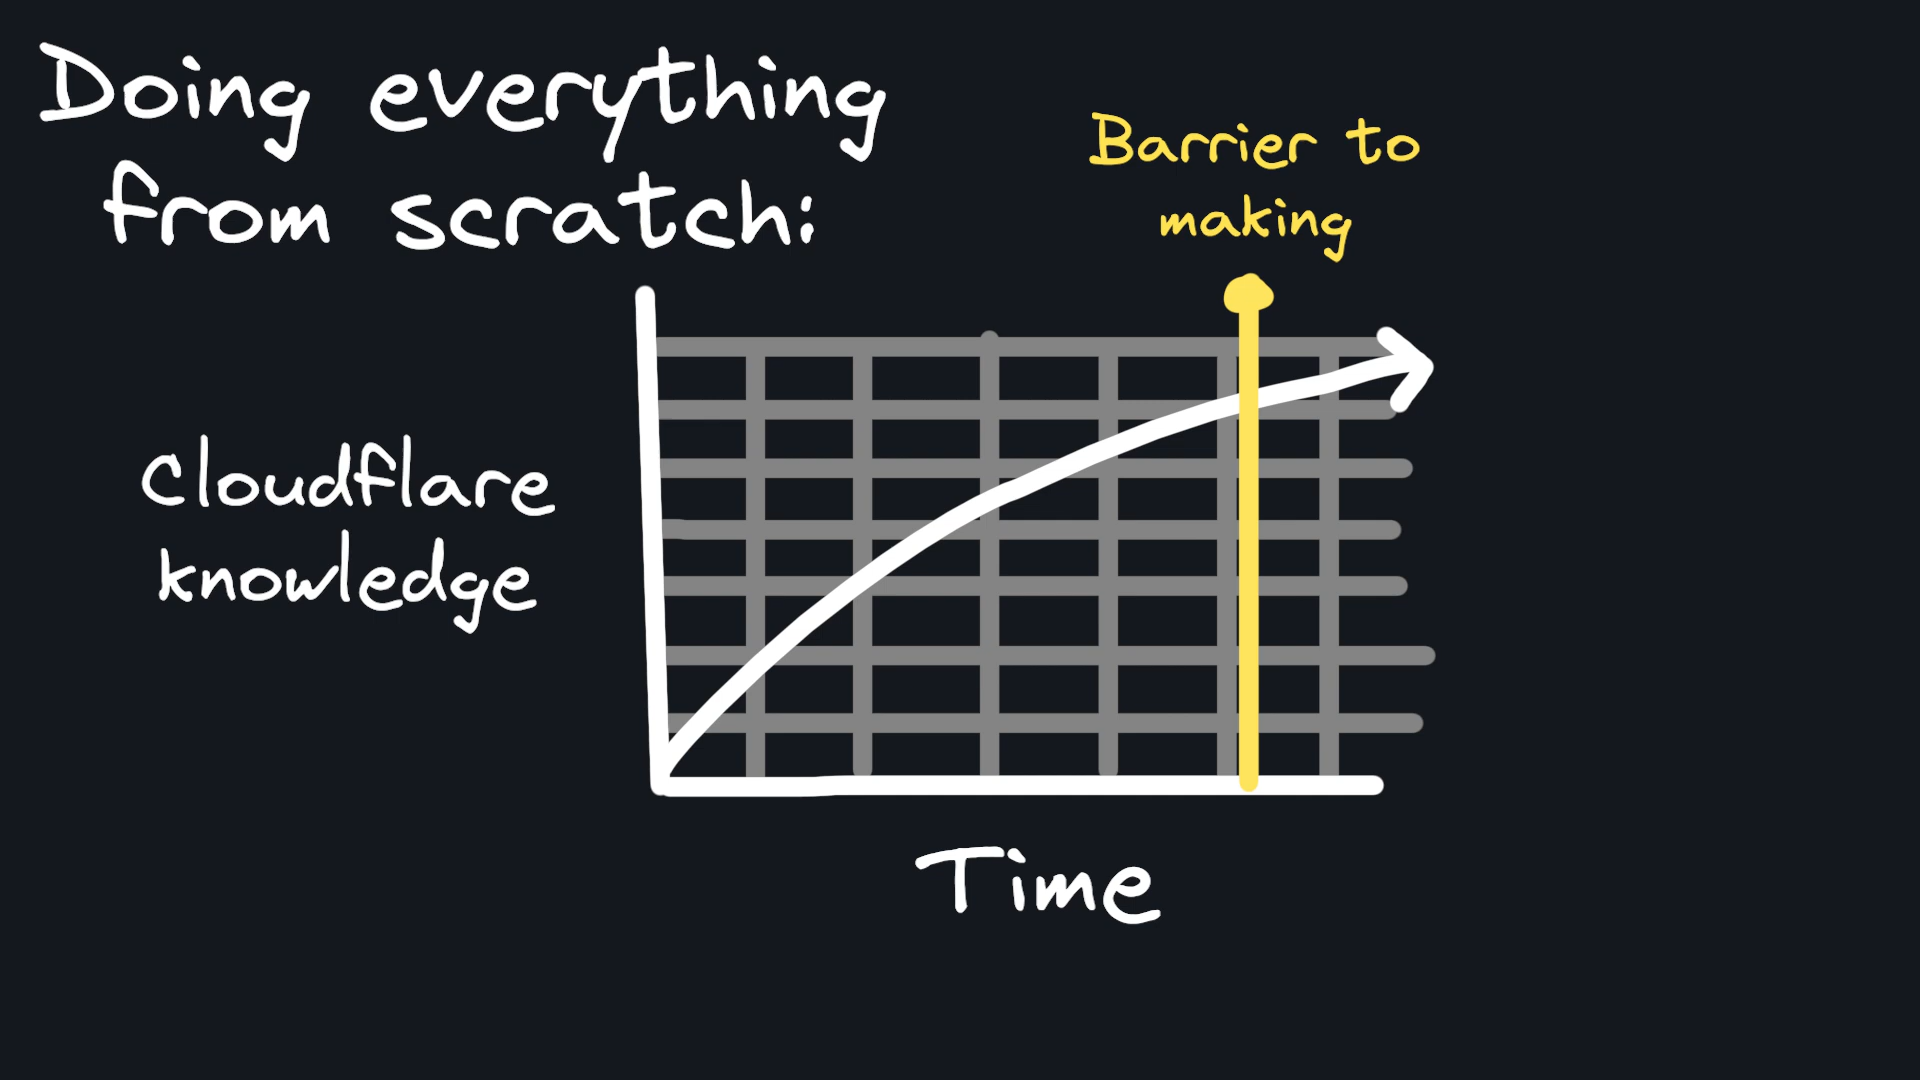 Doing everything
from scratch:
Barrier to
making
Cloudflare
knowledge
Time